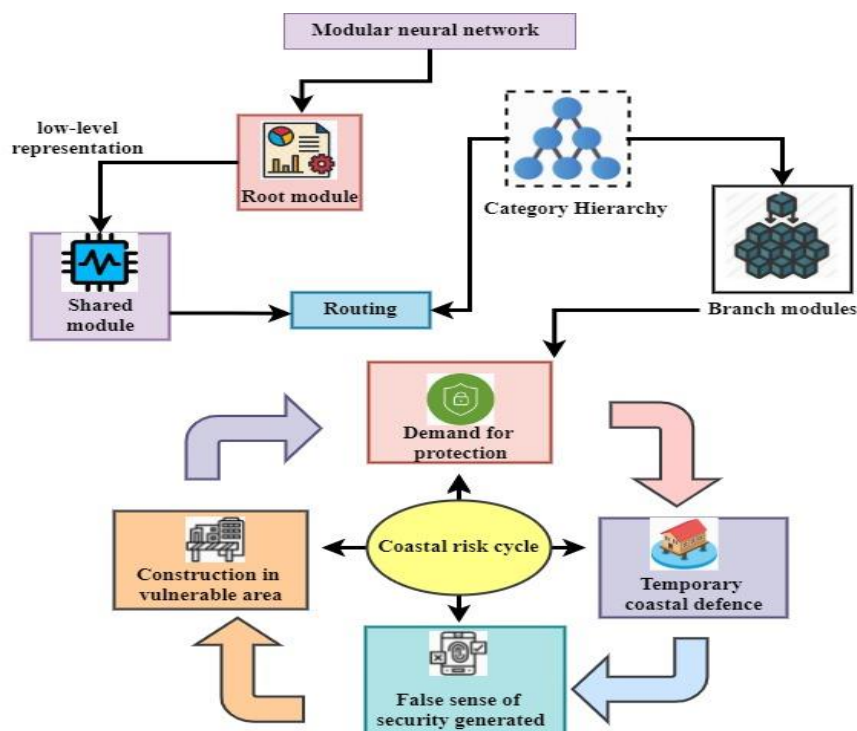 Modular neural network
low-level
representation
Root module
Category Hierarchy
Shared
module
Routing
Branch modules
Demand for
protection
Coastal risk cycle
Construction in
vulnerable area
Temporary
coastal defence
False sense of
security generated